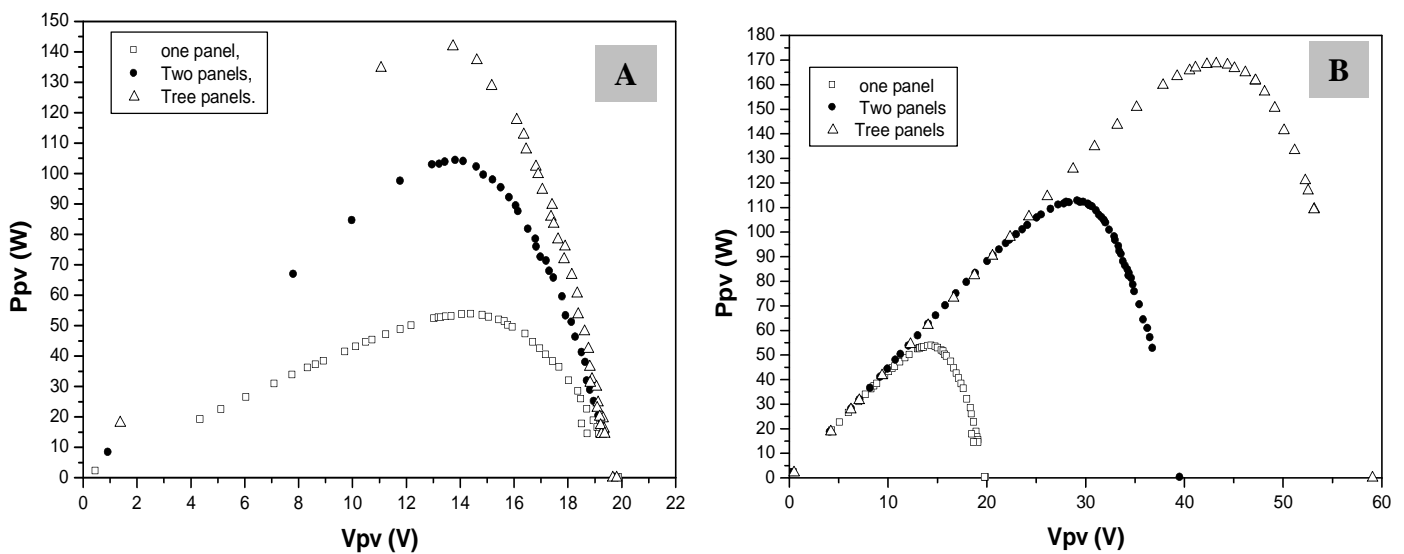 150
140
130
120
110
100
90
80
70
60
50
40
30
20
10
0
Ppv (W)
one panel,
Two panels,
Tree panels.
A
0 2 4 6 8 10 12 14 16 18 20 22
Vpv (V)
180
170
160
150
140
130
120
110
100
90
80
70
60
50
40
30
20
10
0
Ppv (W)
one panel
Two panels
Tree panels
B
0 10 20 30 40 50 60
Vpv (V)